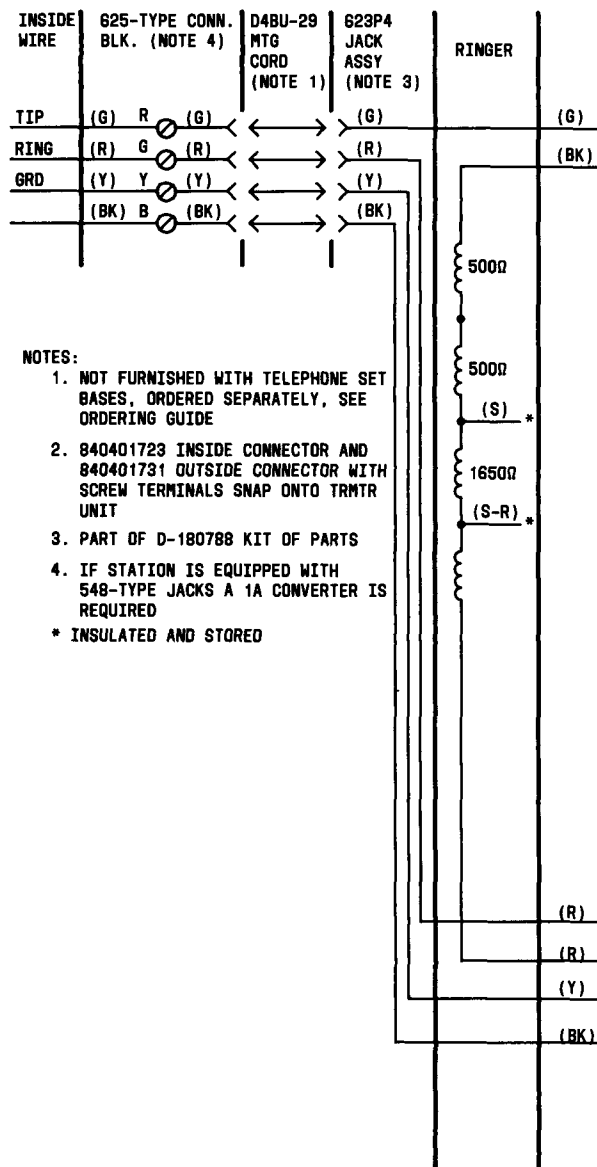 INSIDE WIRE
625-TYPE CONN. BLK. (NOTE 4)
D4BU-29 MTG CORD (NOTE 1)
623P4 JACK ASSY (NOTE 3)
RINGER
TIP (G) R (G) (G) (G)
RING (R) G (R) (R) (BK)
GRD (Y) Y (Y) (Y)
(BK) B (BK) (BK)
500Ω
500Ω
(S) *
1650Ω
(S-R) *
NOTES:
1. NOT FURNISHED WITH TELEPHONE SET
BASES, ORDERED SEPARATELY, SEE
ORDERING GUIDE
2. 840401723 INSIDE CONNECTOR AND
840401731 OUTSIDE CONNECTOR WITH
SCREW TERMINALS SNAP ONTO TRMTR
UNIT
3. PART OF D-180788 KIT OF PARTS
4. IF STATION IS EQUIPPED WITH
548-TYPE JACKS A 1A CONVERTER IS
REQUIRED
* INSULATED AND STORED
(R)
(R)
(Y)
(BK)